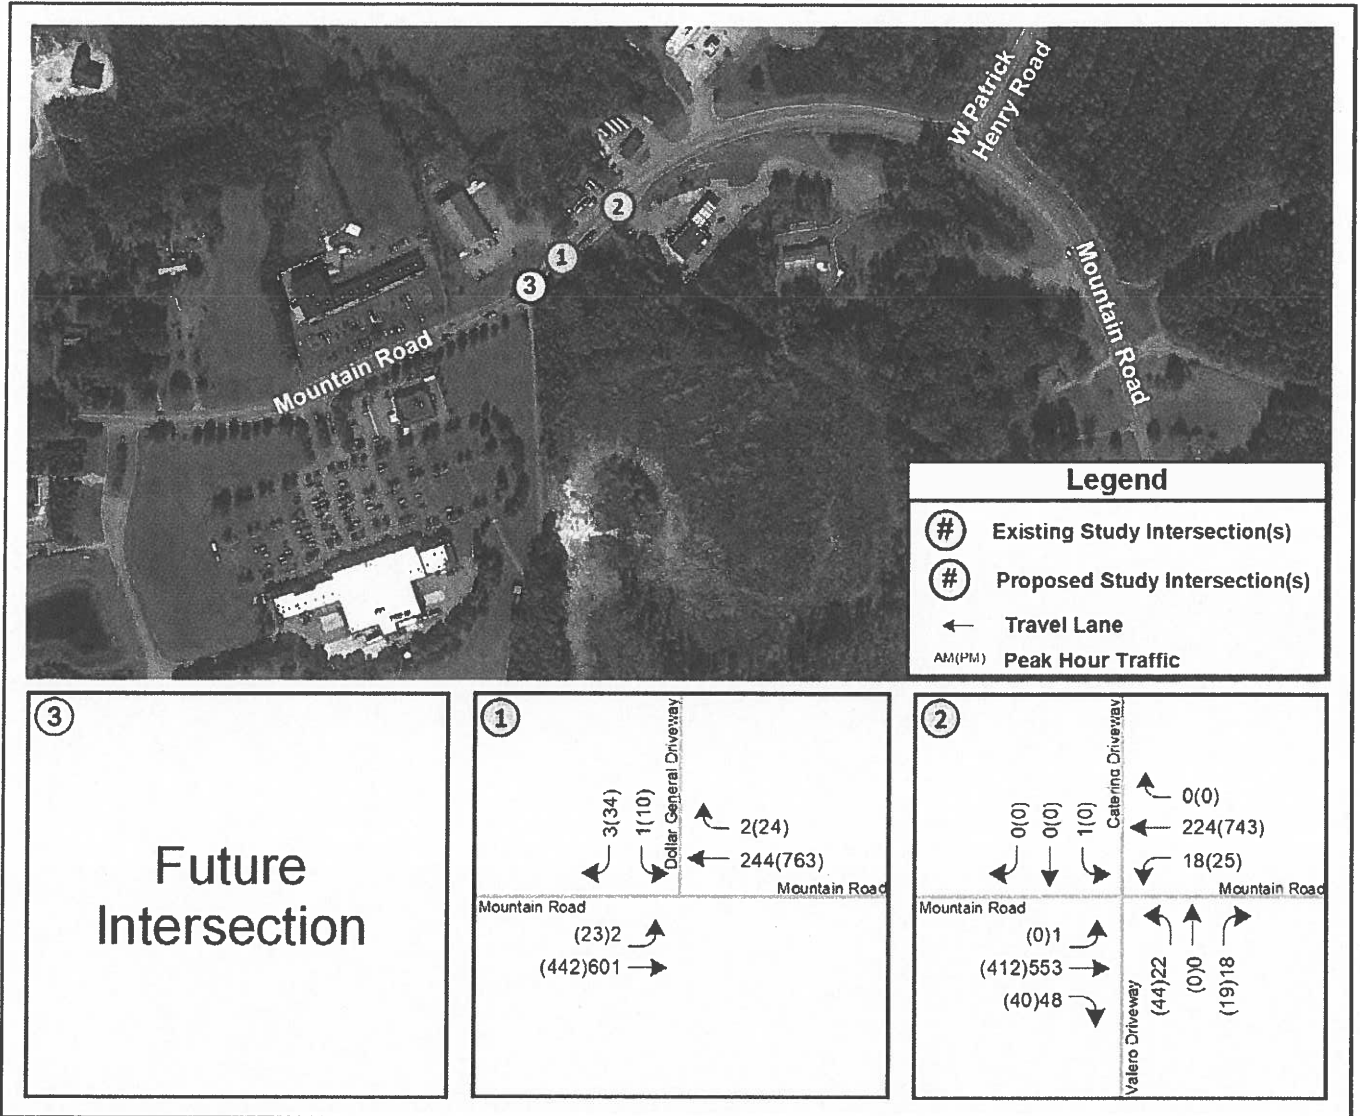 W Patrick
Henry Road
2
1
3
Mountain Road
Mountain Road
Legend
# Existing Study Intersection(s)
# Proposed Study Intersection(s)
Travel Lane
AM(PM) Peak Hour Traffic
3
Future
Intersection
1
Dollar General Driveway
3(34)
1(10)
2(24)
244(763)
Mountain Road
Mountain Road
(23)2
(442)601
2
Catering Driveway
0(0)
0(0)
1(0)
0(0)
224(743)
18(25)
Mountain Road
Mountain Road
(0)1
(412)553
(40)48
Valero Driveway
(44)22
(0)0
(19)18